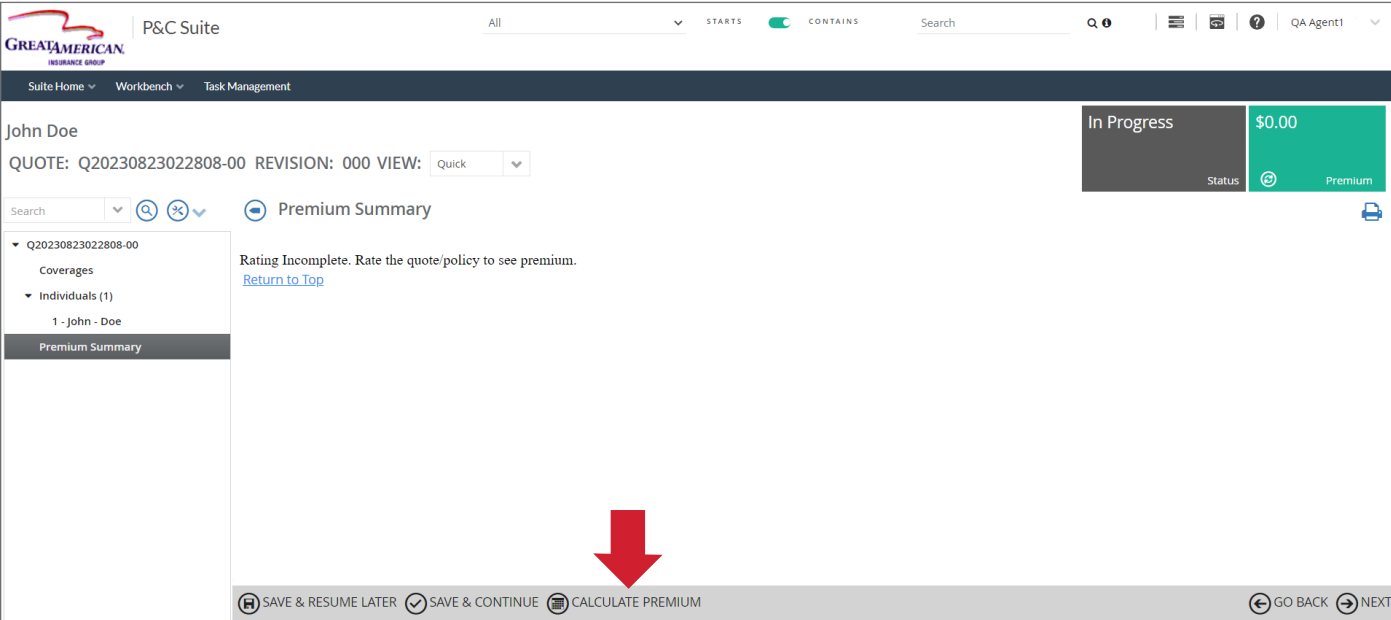 GREATAMERICAN.
INSURANCE GROUP
P&C Suite
All
STARTS
CONTAINS
Search
QA Agent1
Suite Home
Workbench
Task Management
John Doe
In Progress
Status
$0.00
Premium
QUOTE: Q20230823022808-00 REVISION: 000 VIEW: Quick
Search
Premium Summary
Q20230823022808-00
Coverages
Individuals (1)
1 - John - Doe
Premium Summary
Rating Incomplete. Rate the quote/policy to see premium.
Return to Top
SAVE & RESUME LATER
SAVE & CONTINUE
CALCULATE PREMIUM
GO BACK
NEXT